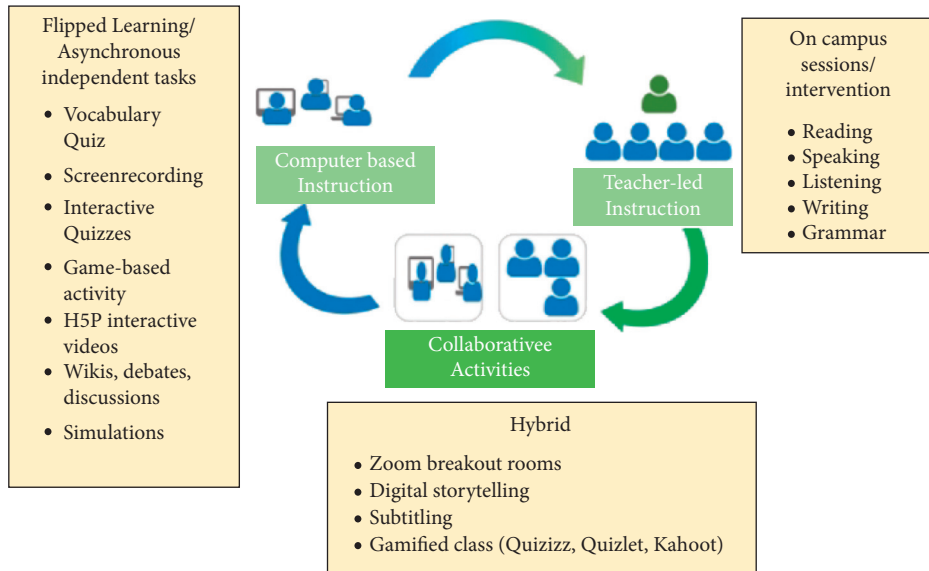 Flipped Learning/
Asynchronous
independent tasks
• Vocabulary
Quiz
• Screenrecording
• Interactive
Quizzes
• Game-based
activity
• H5P interactive
videos
• Wikis, debates,
discussions
• Simulations
Computer based
Instruction
Teacher-led
Instruction
Collaborativee
Activities
On campus
sessions/
intervention
• Reading
• Speaking
• Listening
• Writing
• Grammar
Hybrid
• Zoom breakout rooms
• Digital storytelling
• Subtitling
• Gamified class (Quizizz, Quizlet, Kahoot)